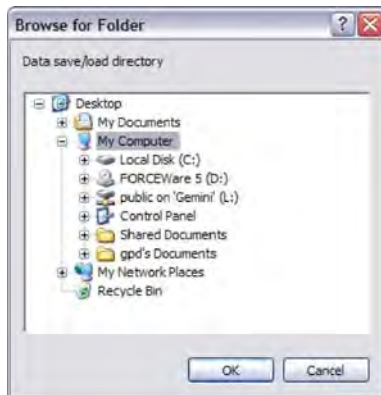 Browse for Folder
Data save/load directory
Desktop
My Documents
My Computer
Local Disk (C:)
FORCEWare 5 (D:)
public on 'Gemini' (L:)
Control Panel
Shared Documents
gpd's Documents
My Network Places
Recycle Bin
OK Cancel